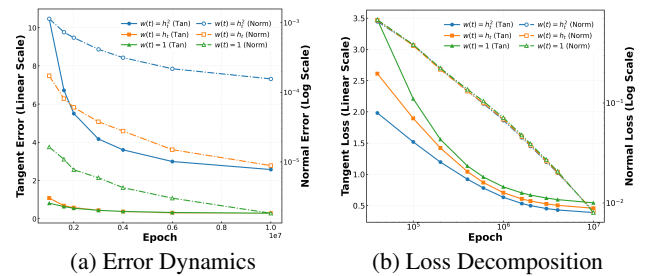 w(t) = h_t^2 (Tan) w(t) = h_t^2 (Norm)
w(t) = h_t (Tan) w(t) = h_t (Norm)
w(t) = 1 (Tan) w(t) = 1 (Norm)
Tangent Error (Linear Scale)
10
8
6
4
2
0
0.2 0.4 0.6 0.8 1.0
1e7
Epoch
10^{-3}
10^{-4}
10^{-5}
Normal Error (Log Scale)
(a) Error Dynamics
w(t) = h_t^2 (Tan) w(t) = h_t^2 (Norm)
w(t) = h_t (Tan) w(t) = h_t (Norm)
w(t) = 1 (Tan) w(t) = 1 (Norm)
Tangent Loss (Linear Scale)
3.5
3.0
2.5
2.0
1.5
1.0
0.5
10^5 10^6 10^7
Epoch
10^{-1}
10^{-2}
Normal Loss (Log Scale)
(b) Loss Decomposition